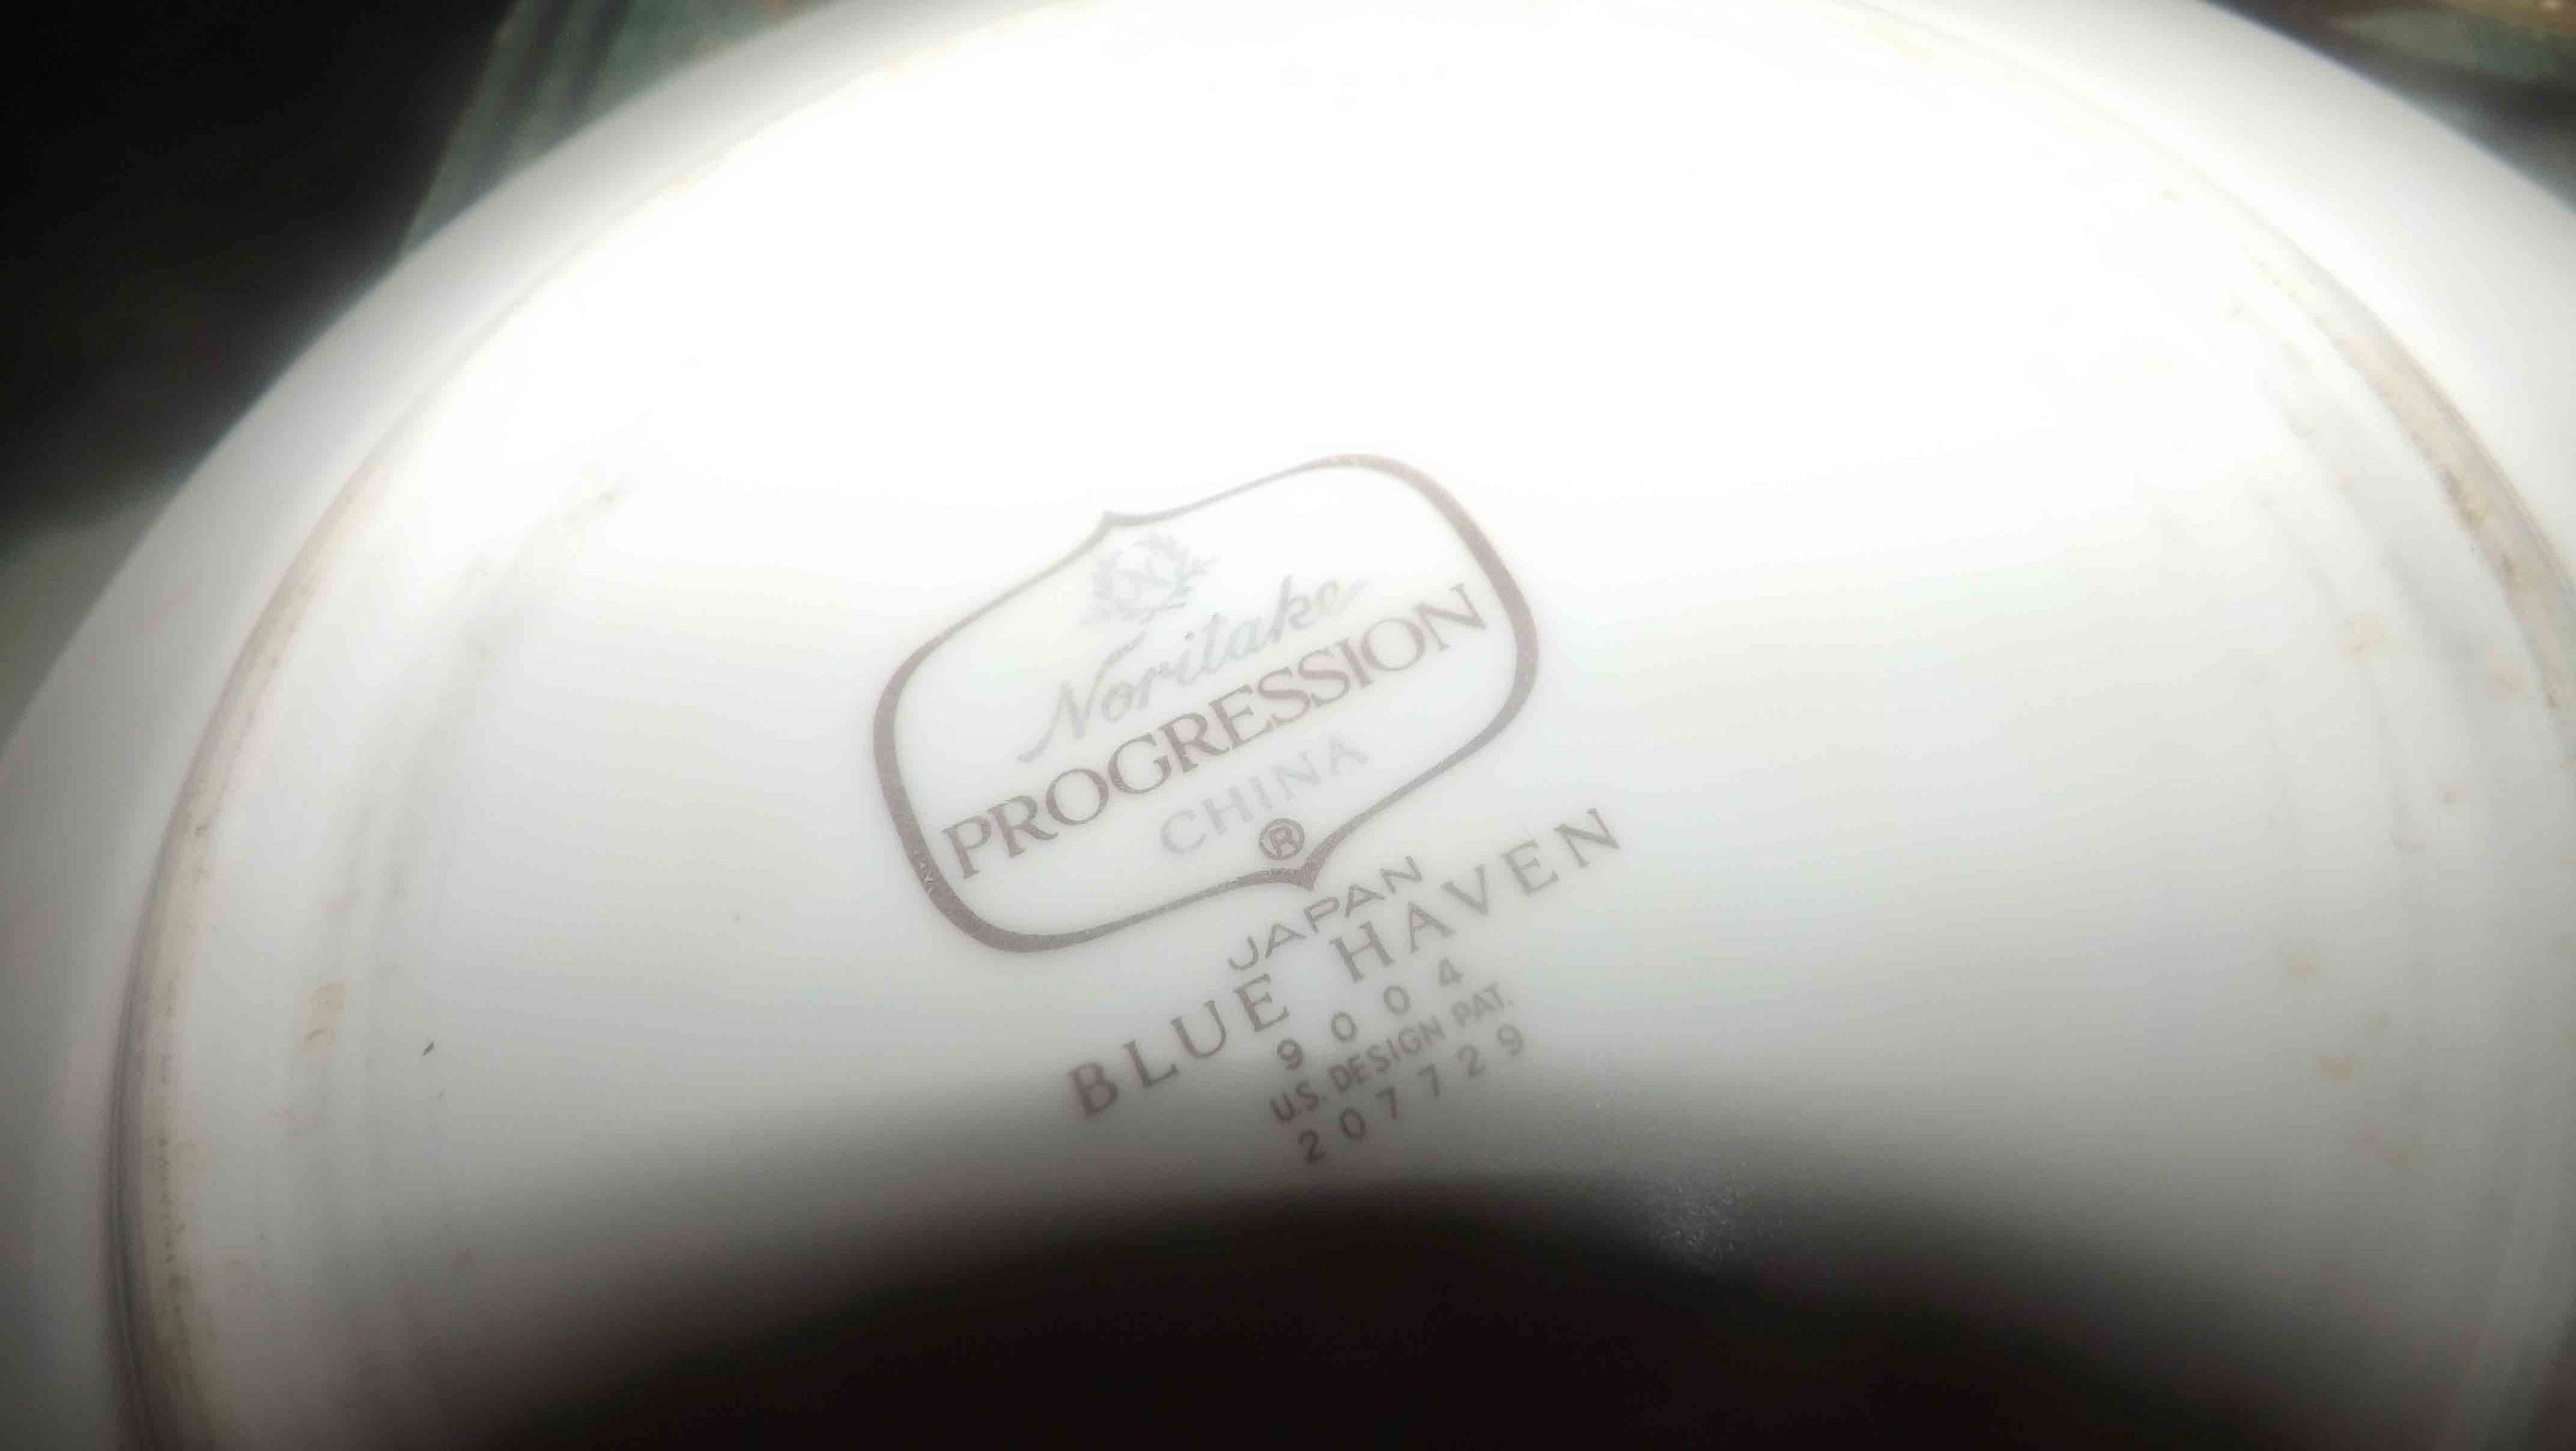 N
Noritake
PROGRESSION
CHINA
®
JAPAN
BLUE HAVEN
9004
U.S. DESIGN PAT.
207729